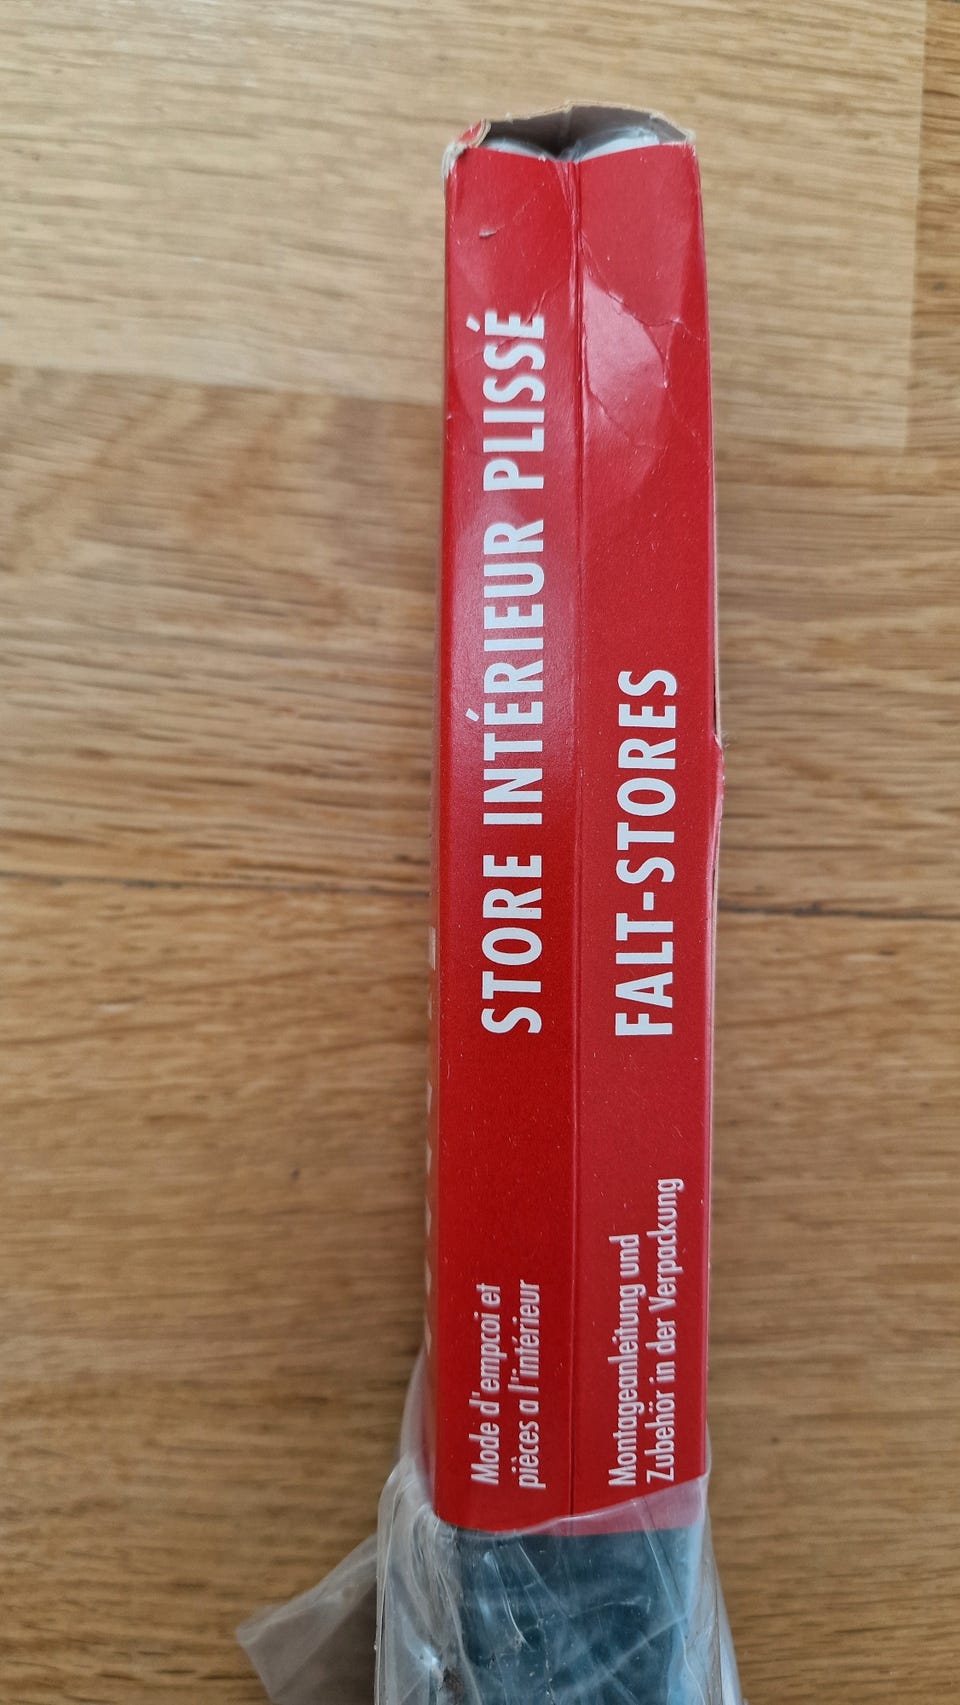 STORE INTÉRIEUR PLISSÉ
Mode d'empcoi et
pièces a l'intérieur
FALT-STORES
Montageanleitung und
Zubehör in der Verpackung